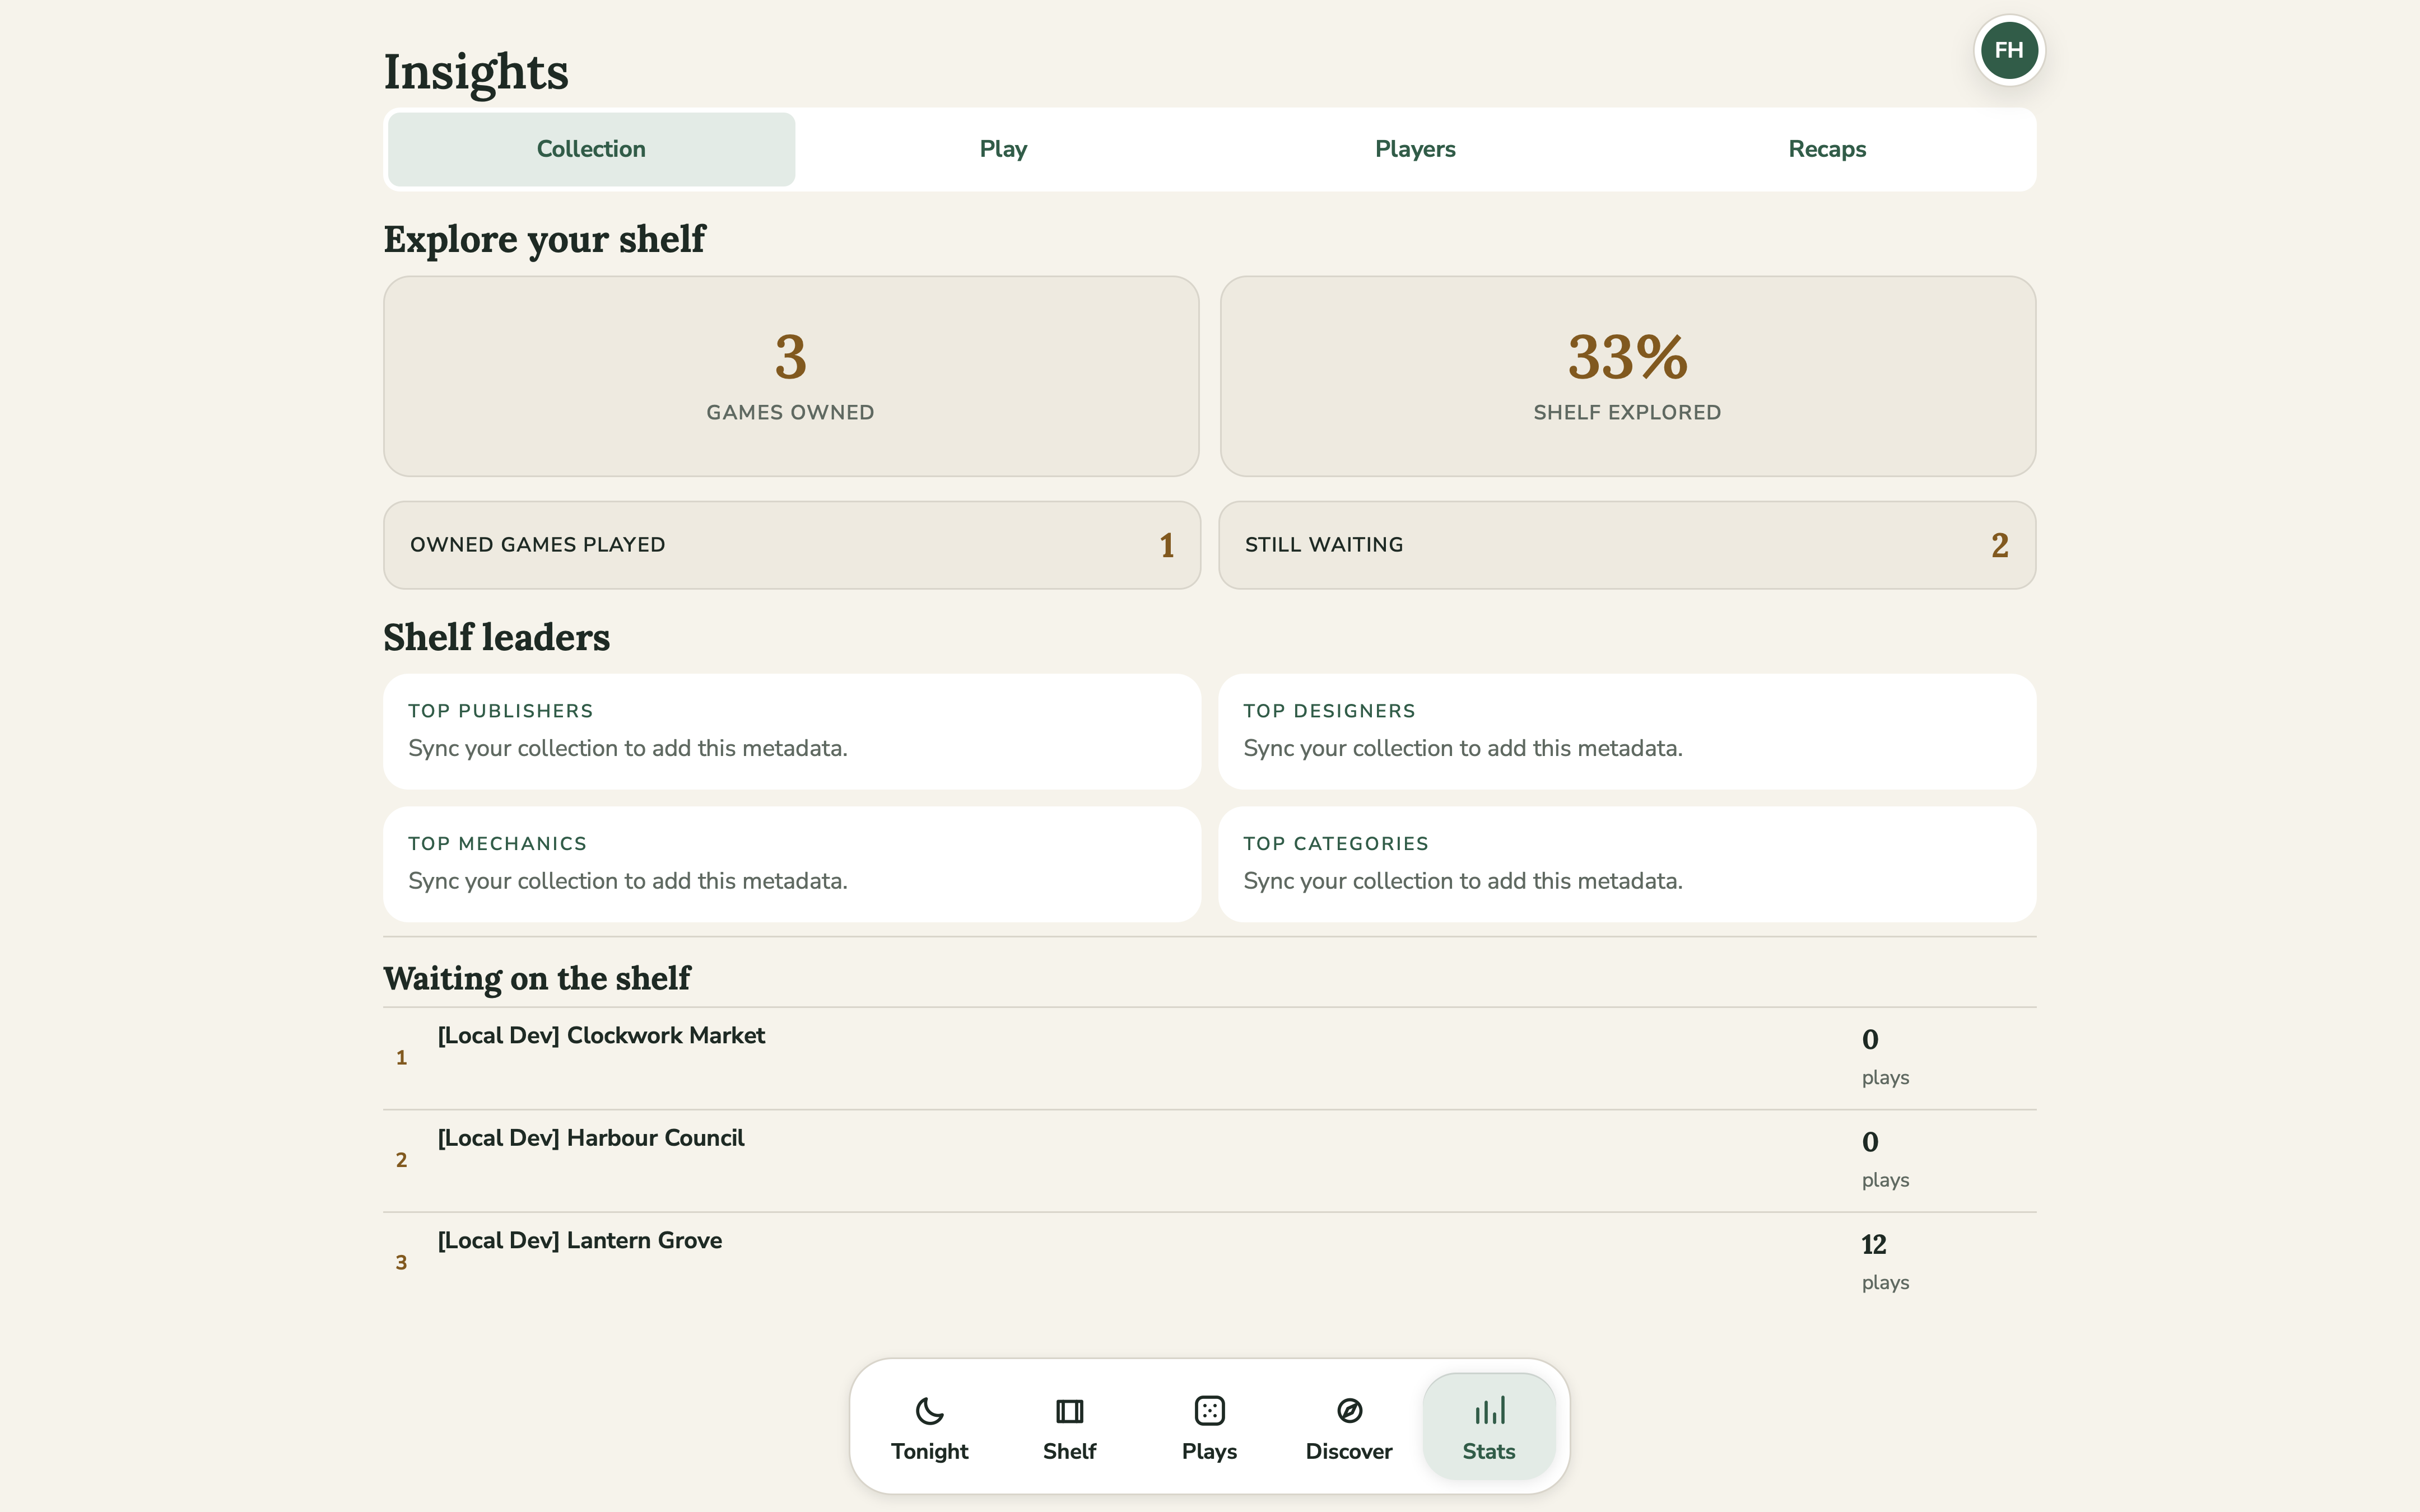 Insights
FH
Collection
Play
Players
Recaps
Explore your shelf
3
GAMES OWNED
33%
SHELF EXPLORED
OWNED GAMES PLAYED
1
STILL WAITING
2
Shelf leaders
TOP PUBLISHERS
Sync your collection to add this metadata.
TOP DESIGNERS
Sync your collection to add this metadata.
TOP MECHANICS
Sync your collection to add this metadata.
TOP CATEGORIES
Sync your collection to add this metadata.
Waiting on the shelf
1
[Local Dev] Clockwork Market
0
plays
2
[Local Dev] Harbour Council
0
plays
3
[Local Dev] Lantern Grove
12
plays
Tonight
Shelf
Plays
Discover
Stats